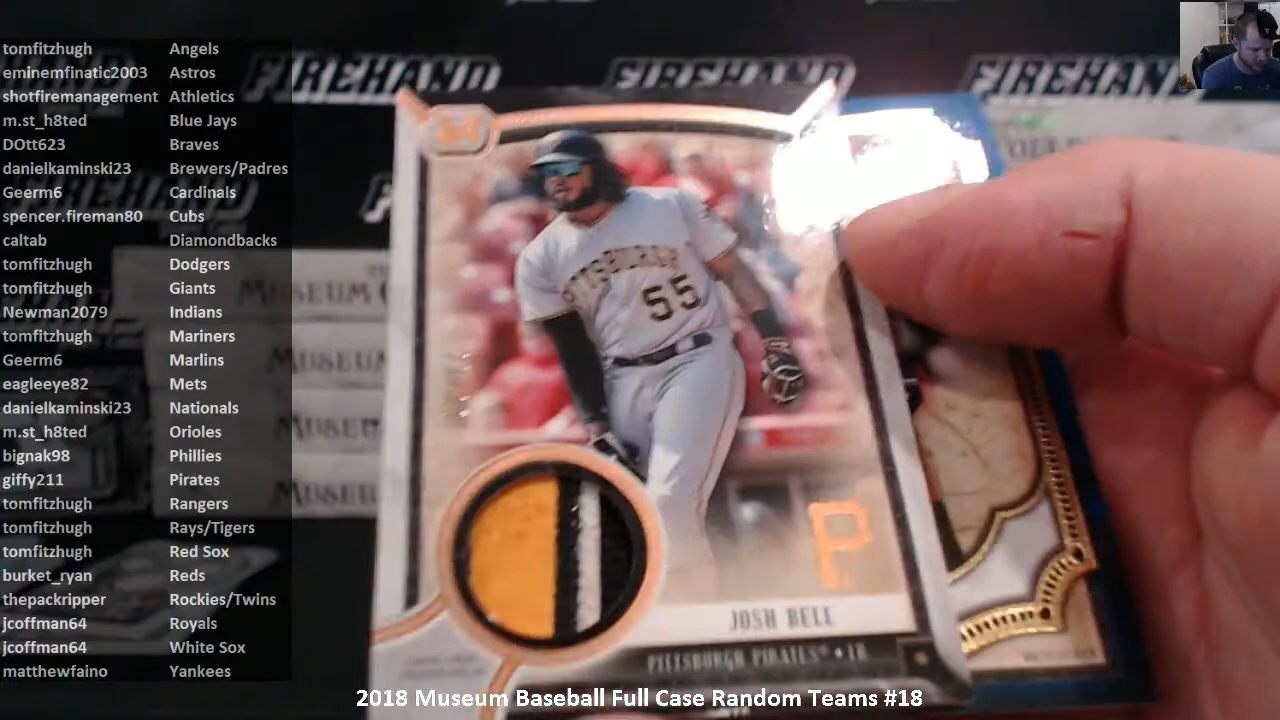 tomfitzhugh Angels
eminemfinatic2003 Astros
shotfiremanagement Athletics
m.st_h8ted Blue Jays
DOtt623 Braves
danielkaminski23 Brewers/Padres
Geerm6 Cardinals
spencer.fireman80 Cubs
caltab Diamondbacks
tomfitzhugh Dodgers
tomfitzhugh Giants
Newman2079 Indians
tomfitzhugh Mariners
Geerm6 Marlins
eagleeye82 Mets
danielkaminski23 Nationals
m.st_h8ted Orioles
bignak98 Phillies
giffy211 Pirates
tomfitzhugh Rangers
tomfitzhugh Rays/Tigers
tomfitzhugh Red Sox
burket_ryan Reds
thepackripper Rockies/Twins
jcoffman64 Royals
jcoffman64 White Sox
matthewfaino Yankees
FIREHAND FIREHAND FIREHAND
MUSEUM
MUSEUM
MUSEUM
MUSEUM
PITTSBURGH
55
P
JOSH BELL
PITTSBURGH PIRATES • 1B
2018 Museum Baseball Full Case Random Teams #18